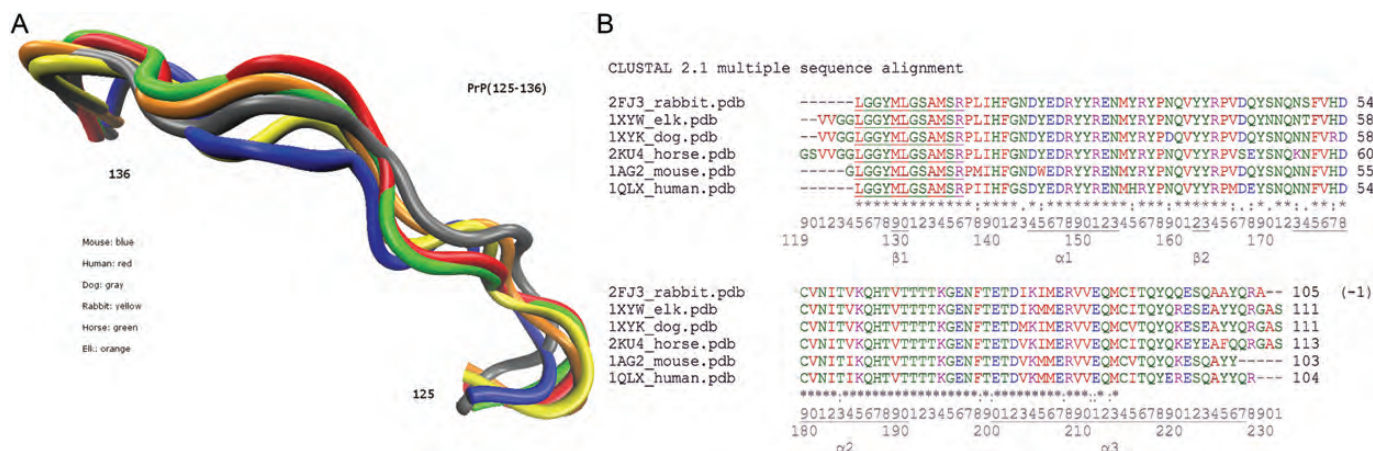 A
PrP(125-136)
136
Mouse: blue
Human: red
Dog: gray
Rabbit: yellow
Horse: green
Elk: orange
125
B
CLUSTAL 2.1 multiple sequence alignment
2FJ3_rabbit.pdb ------LGGYMLGSAMSRPLIHFGNDYEDRYYRENMYRYPNQVYYRPVDQYSNQNSFVHD 54
1XYW_elk.pdb --VVGGLGGYMLGSAMSRPLIHFGNDYEDRYYRENMYRYPNQVYYRPVDQYNNQNTFVHD 58
1XYK_dog.pdb --VVGGLGGYMLGSAMSRPLIHFGNDYEDRYYRENMYRYPDQVYYRPVDQYSNQNNFVRD 58
2KU4_horse.pdb GSVVGGLGGYMLGSAMSRPLIHFGNDYEDRYYRENMYRYPNQVYYRPVSEYSNQKNFVHD 60
1AG2_mouse.pdb -----GLGGYMLGSAMSRPMIHFGNDWEDRYYRENMYRYPNQVYYRPVDQYSNQNNFVHD 55
1QLX_human.pdb ------LGGYMLGSAMSRPIIHFGSDYEDRYYRENMHRYPNQVYYRPMDEYSNQNNFVHD 54
901234567890123456789012345678901234567890123456789012345678
119 130 140 150 160 170
β1 α1 β2
2FJ3_rabbit.pdb CVNITVKQHTVTTTTKGENFTETDIKIMERVVEQMCITQYQQESQAAYQRA-- 105 (-1)
1XYW_elk.pdb CVNITVKQHTVTTTTKGENFTETDIKMMERVVEQMCITQYQRESEAYYQRGAS 111
1XYK_dog.pdb CVNITVKQHTVTTTTKGENFTETDMKIMERVVEQMCVTQYQKESEAYYQRGAS 111
2KU4_horse.pdb CVNITVKQHTVTTTTKGENFTETDVKIMERVVEQMCITQYQKEYEAFQQRGAS 113
1AG2_mouse.pdb CVNITIKQHTVTTTTKGENFTETDVKMMERVVEQMCVTQYQKESQAYY----- 103
1QLX_human.pdb CVNITIKQHTVTTTTKGENFTETDVKMMERVVEQMCITQYERESQAYYQR--- 104
90123456789012345678901234567890123456789012345678901
180 190 200 210 220 230
α2 α3